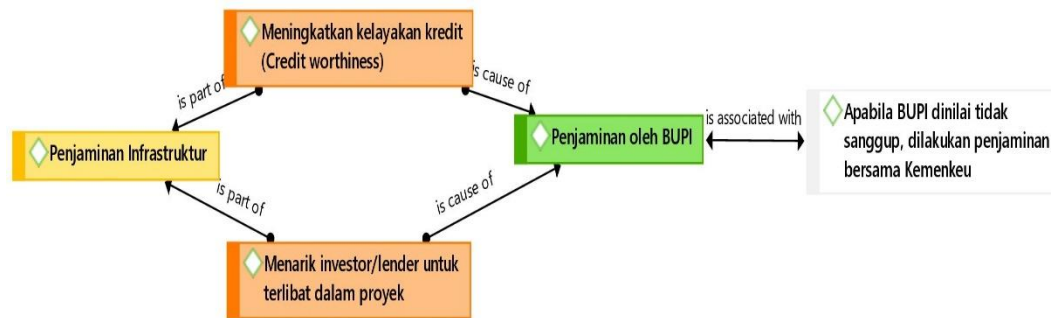 Meningkatkan kelayakan kredit
(Credit worthiness)
is part of
is cause of
Penjaminan Infrastruktur
Penjaminan oleh BUPI
is associated with
Apabila BUPI dinilai tidak
sanggup, dilakukan penjaminan
bersama Kemenkeu
is part of
is cause of
Menarik investor/lender untuk
terlibat dalam proyek